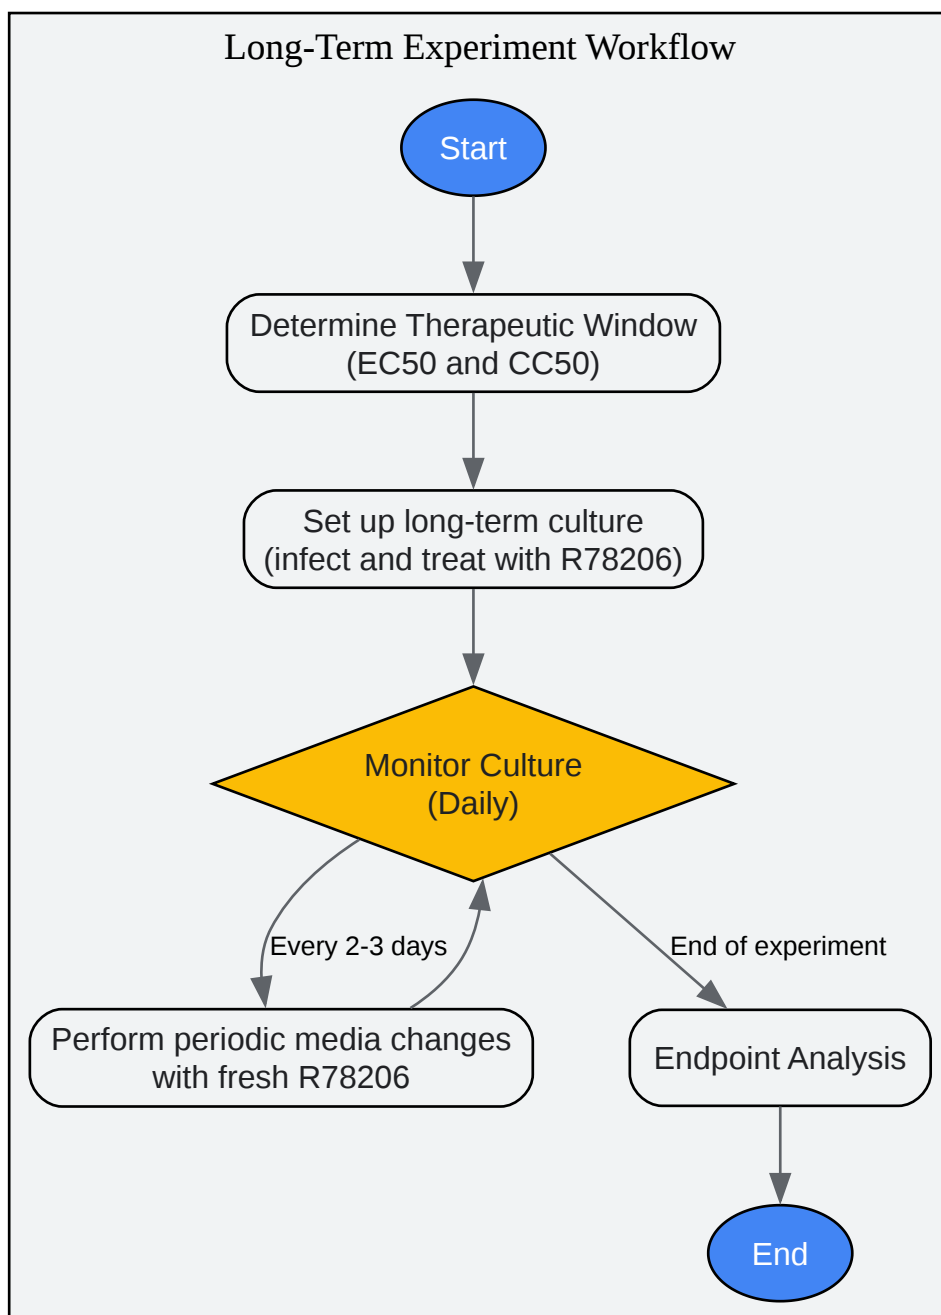 Long-Term Experiment Workflow
Start
Determine Therapeutic Window
(EC50 and CC50)
Set up long-term culture
(infect and treat with R78206)
Monitor Culture
(Daily)
Every 2-3 days
End of experiment
Perform periodic media changes
with fresh R78206
Endpoint Analysis
End